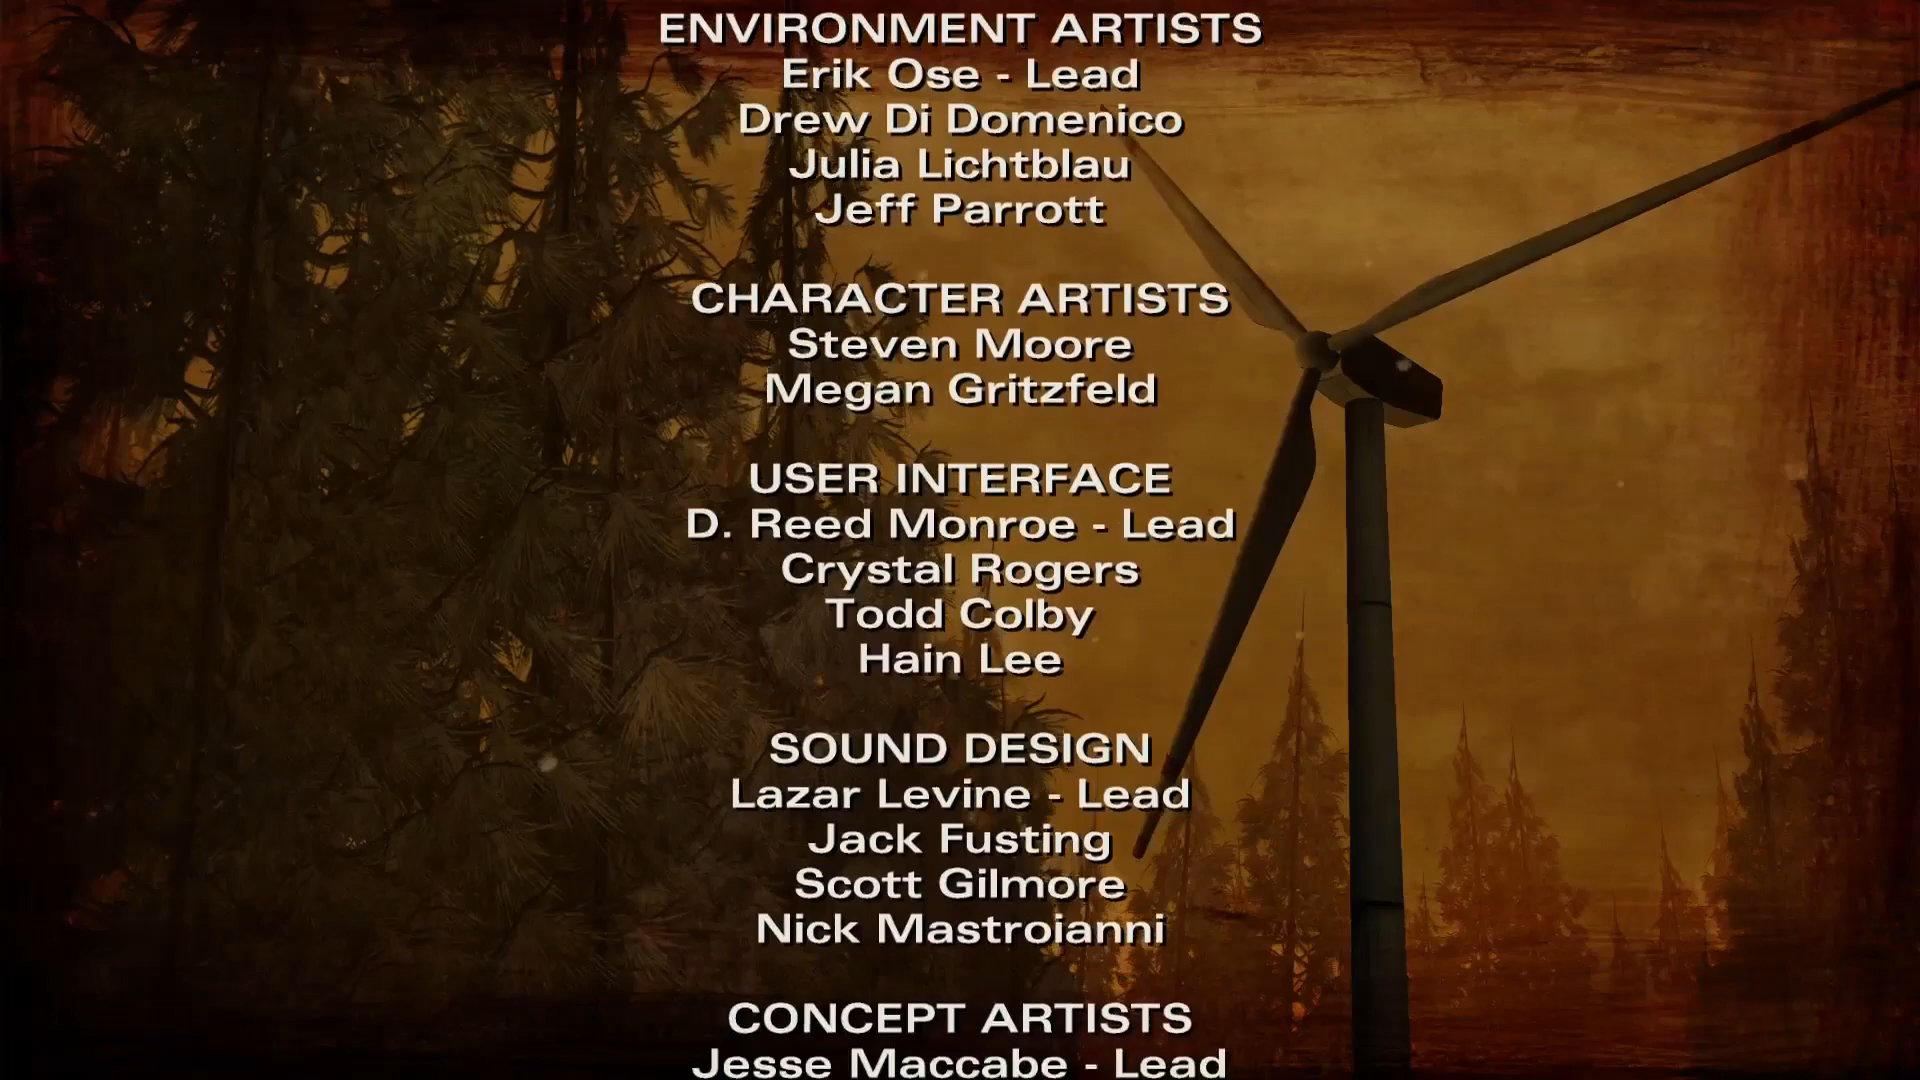 ENVIRONMENT ARTISTS
Erik Ose - Lead
Drew Di Domenico
Julia Lichtblau
Jeff Parrott
CHARACTER ARTISTS
Steven Moore
Megan Gritzfeld
USER INTERFACE
D. Reed Monroe - Lead
Crystal Rogers
Todd Colby
Hain Lee
SOUND DESIGN
Lazar Levine - Lead
Jack Fusting
Scott Gilmore
Nick Mastroianni
CONCEPT ARTISTS
Jesse Maccabe - Lead